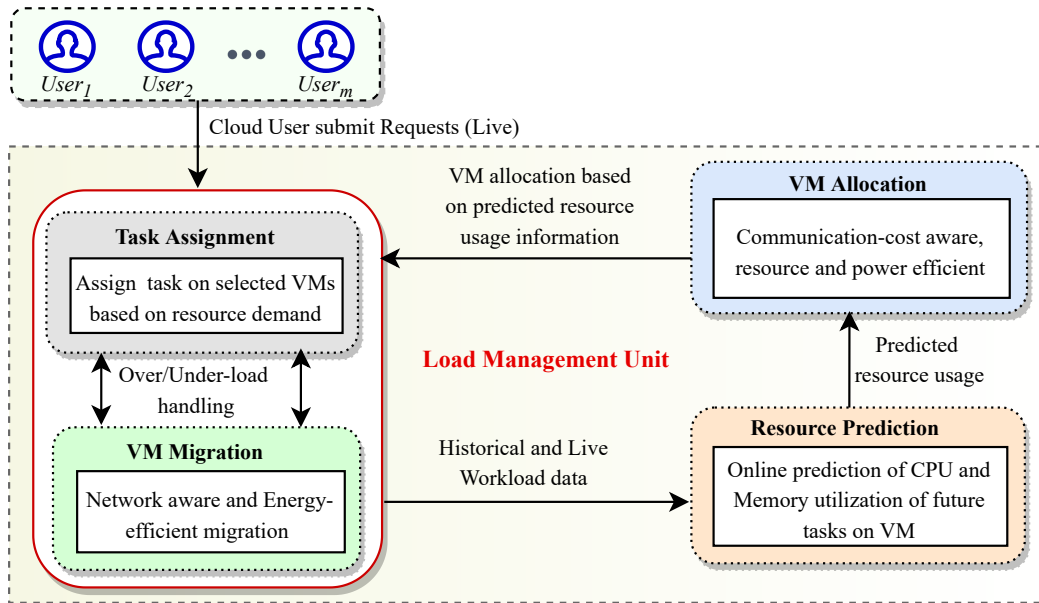 User1 User2 ••• Userm
Cloud User submit Requests (Live)
Task Assignment
Assign task on selected VMs
based on resource demand
Over/Under-load
handling
VM Migration
Network aware and Energy-
efficient migration
VM allocation based
on predicted resource
usage information
Load Management Unit
Historical and Live
Workload data
VM Allocation
Communication-cost aware,
resource and power efficient
Predicted
resource usage
Resource Prediction
Online prediction of CPU and
Memory utilization of future
tasks on VM